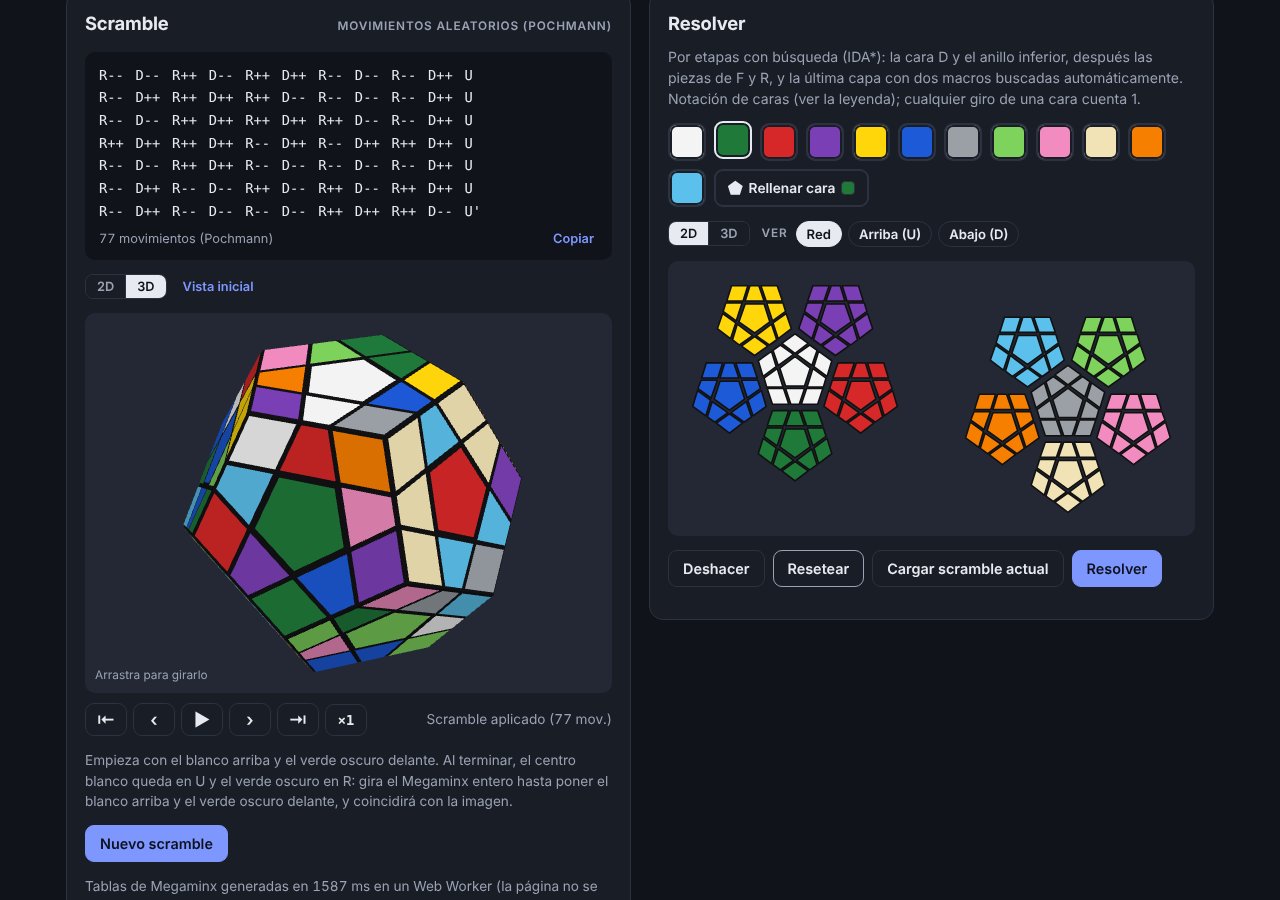 Scramble
MOVIMIENTOS ALEATORIOS (POCHMANN)
R-- D-- R++ D-- R++ D++ R-- D-- R-- D++ U
R-- D++ R++ D++ R++ D-- R-- D-- R-- D++ U
R-- D-- R++ D++ R-- D++ R++ D-- R-- D-- U
R++ D++ R-- D++ R-- D-- R++ D-- R++ D++ U
R-- D-- R++ D++ R-- D-- R-- D-- R-- D++ U
R-- D++ R-- D-- R-- D++ R-- D-- R++ D++ U
R-- D++ R-- D-- R-- D-- R++ D++ R++ D-- U'
77 movimientos (Pochmann)
Copiar
2D 3D Vista inicial
Arrastra para girarlo
×1
Scramble aplicado (77 mov.)
Empieza con el blanco arriba y el verde oscuro delante. Al terminar, el centro
blanco queda en U y el verde oscuro en R: gira el Megaminx entero hasta poner el
blanco arriba y el verde oscuro delante, y coincidirá con la imagen.
Nuevo scramble
Tablas de Megaminx generadas en 1587 ms en un Web Worker (la página no se
Resolver
Por etapas con búsqueda (IDA*): la cara D y el anillo inferior, después las
piezas de F y R, y la última capa con dos macros buscadas automáticamente.
Notación de caras (ver la leyenda); cualquier giro de una cara cuenta 1.
Rellenar cara
2D 3D VER Red Arriba (U) Abajo (D)
Deshacer Resetear Cargar scramble actual Resolver